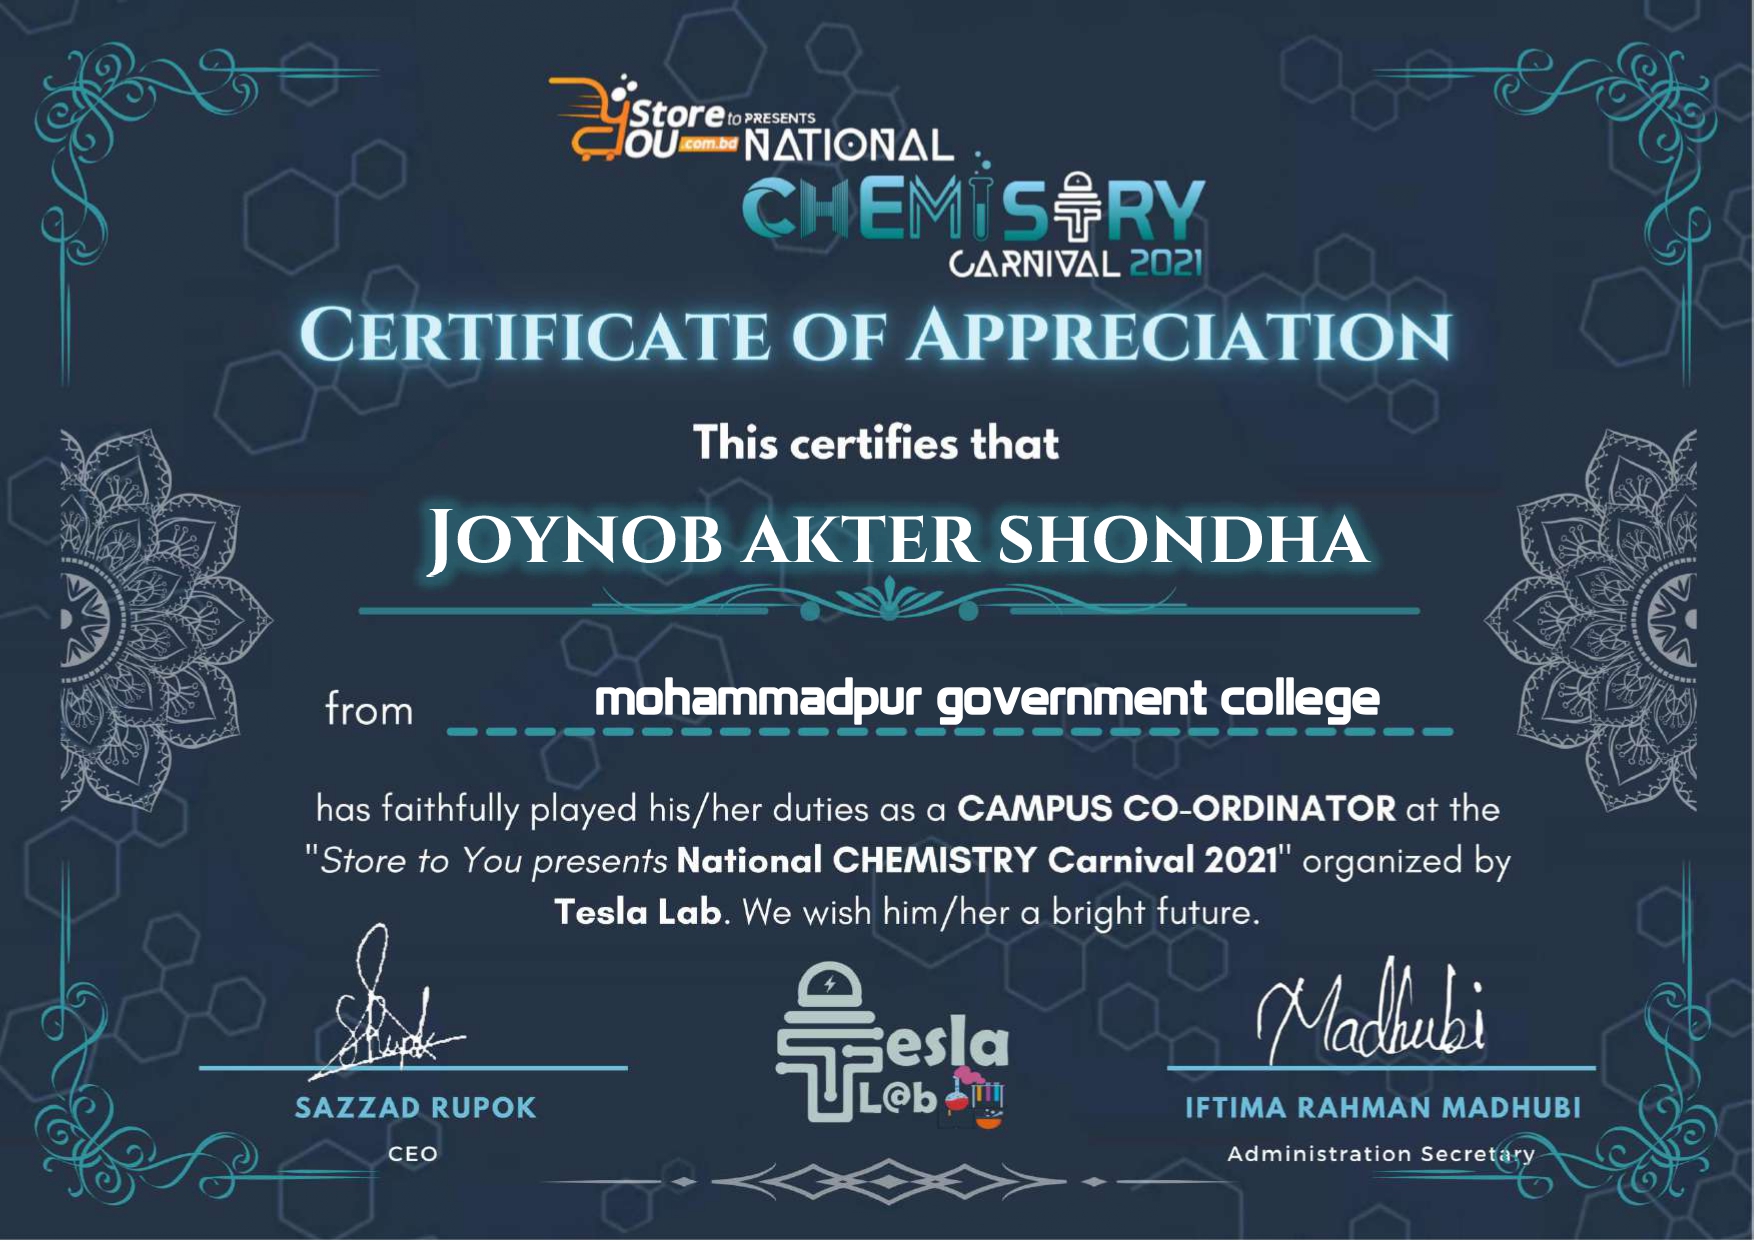 Store to PRESENTS
YOU .com.bd NATIONAL
CHEMISTRY
CARNIVAL 2021
CERTIFICATE OF APPRECIATION
This certifies that
JOYNOB AKTER SHONDHA
from mohammadpur government college
has faithfully played his/her duties as a CAMPUS CO-ORDINATOR at the
"Store to You presents National CHEMISTRY Carnival 2021" organized by
Tesla Lab. We wish him/her a bright future.
Rupok
Madhubi
Tesla
L@b
SAZZAD RUPOK
IFTIMA RAHMAN MADHUBI
CEO
Administration Secretary